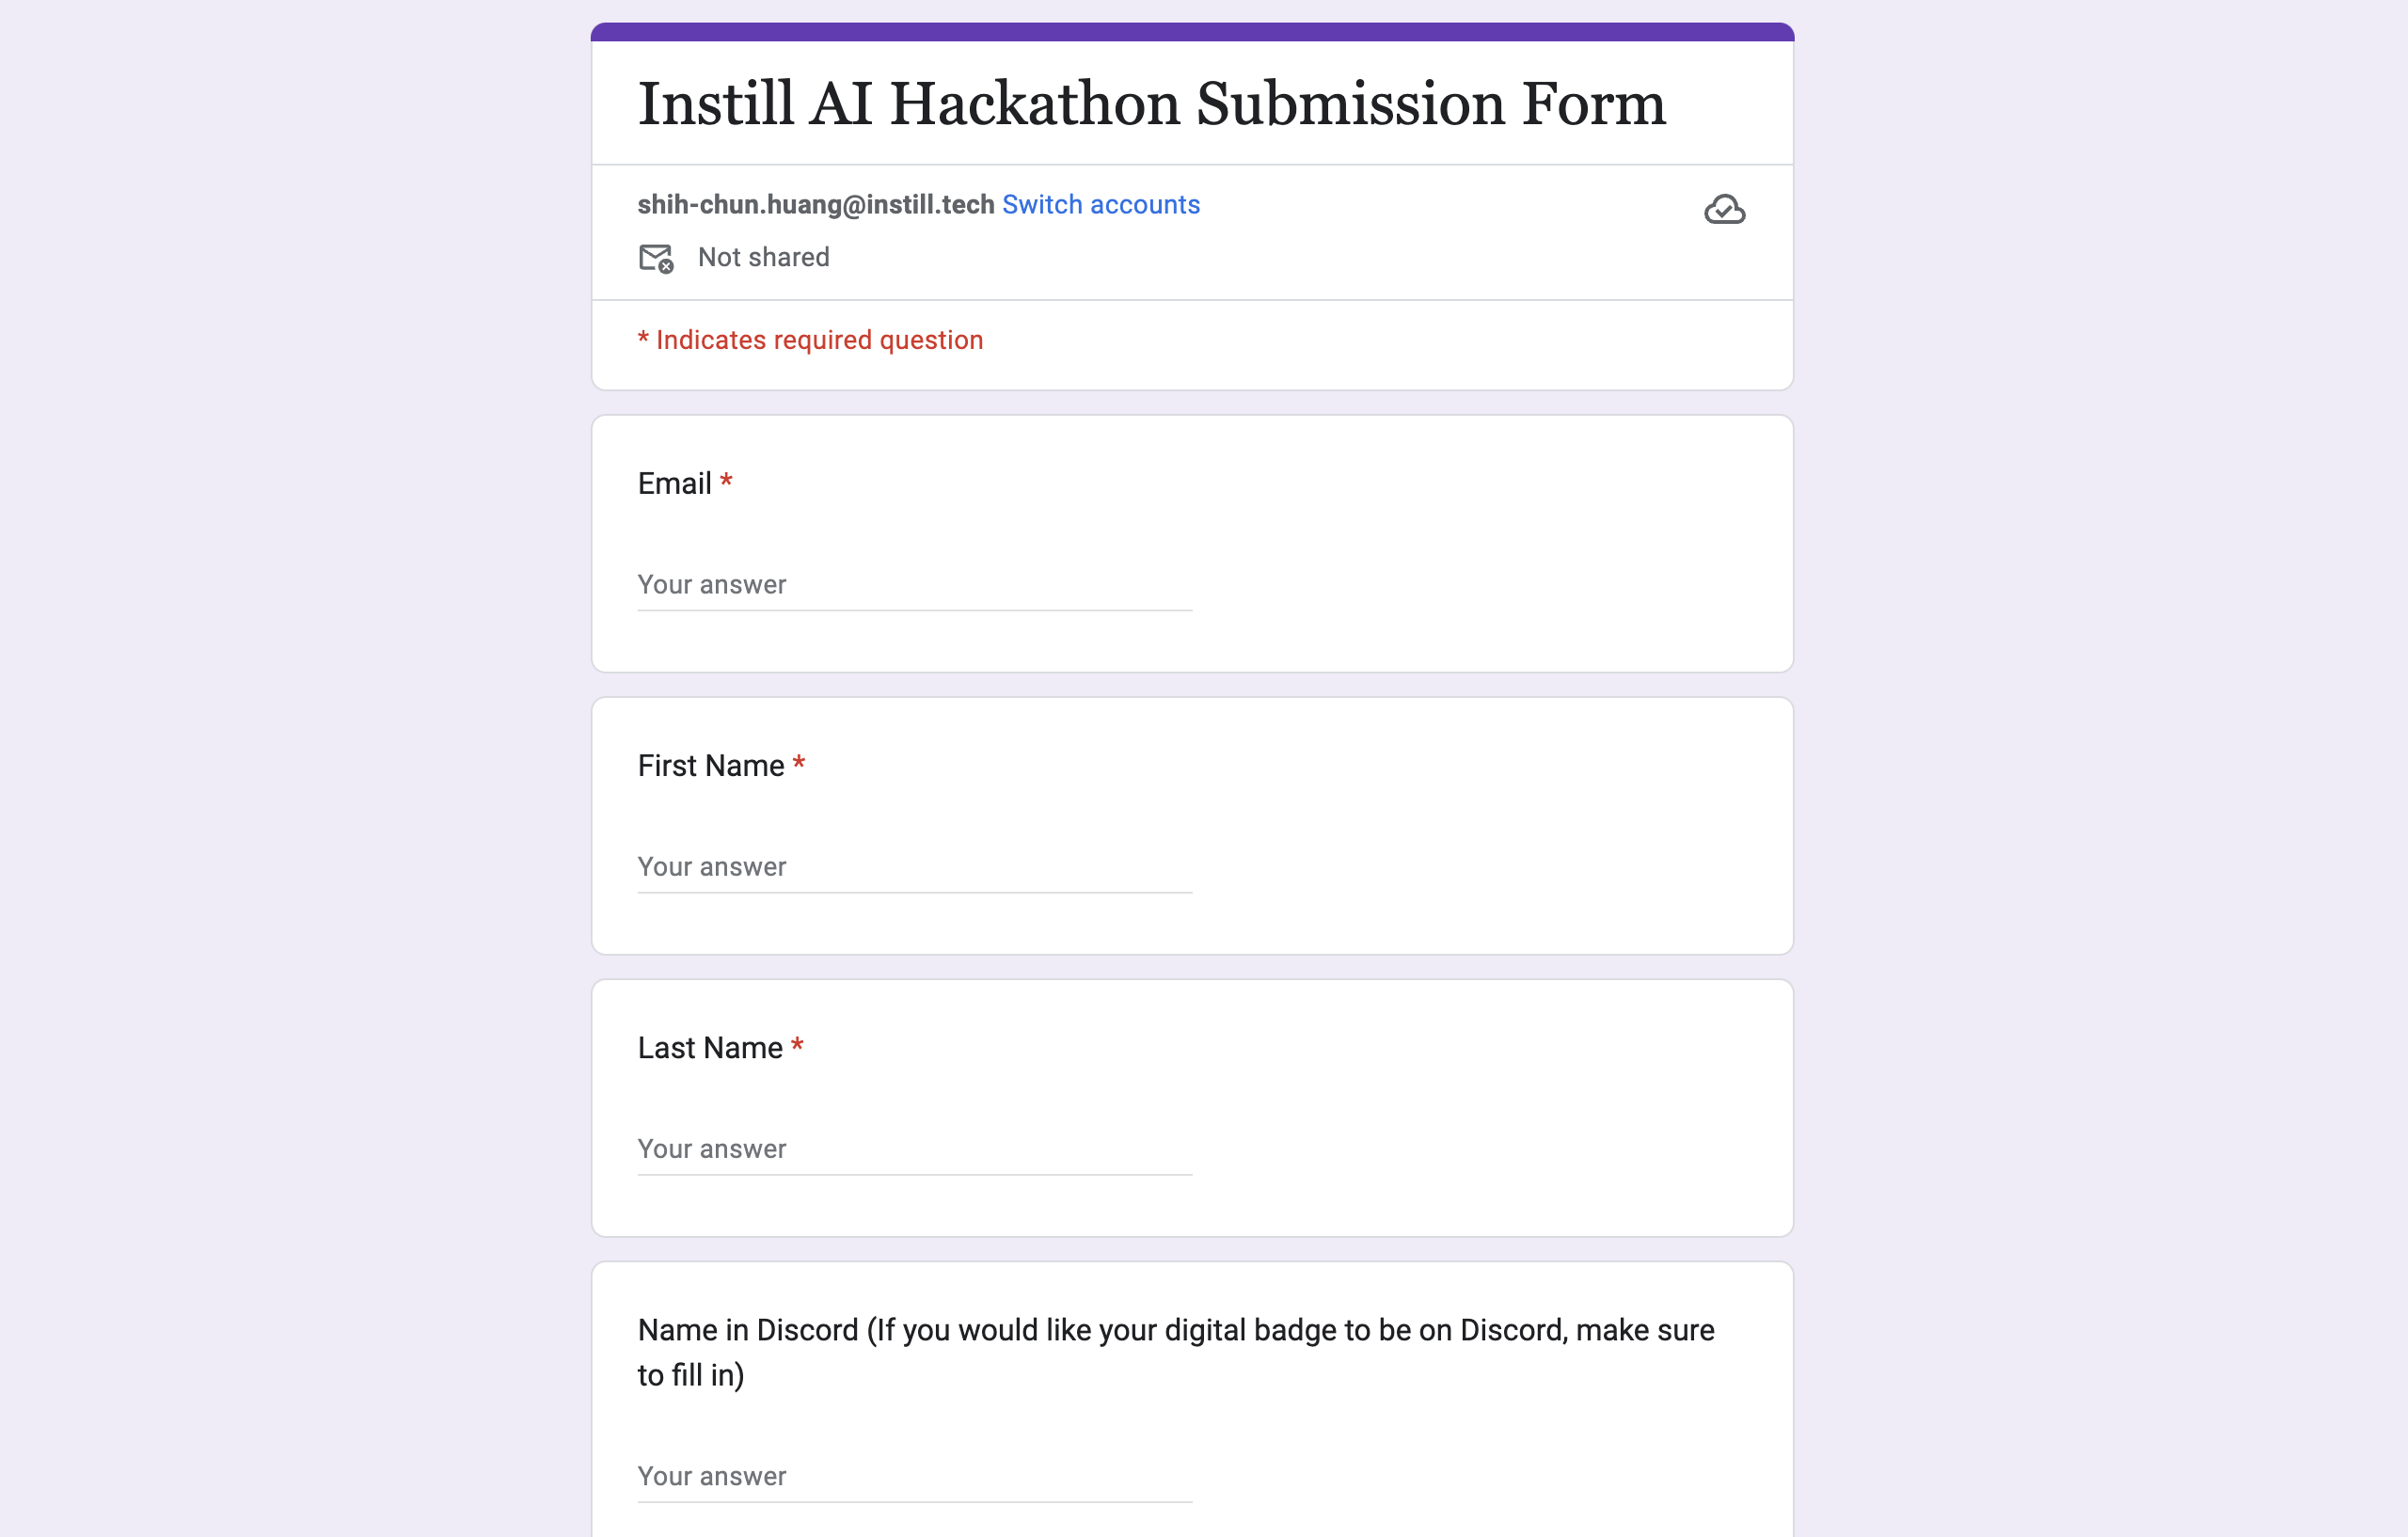 Instill AI Hackathon Submission Form
shih-chun.huang@instill.tech Switch accounts
Not shared
* Indicates required question
Email *
Your answer
First Name *
Your answer
Last Name *
Your answer
Name in Discord (If you would like your digital badge to be on Discord, make sure
to fill in)
Your answer